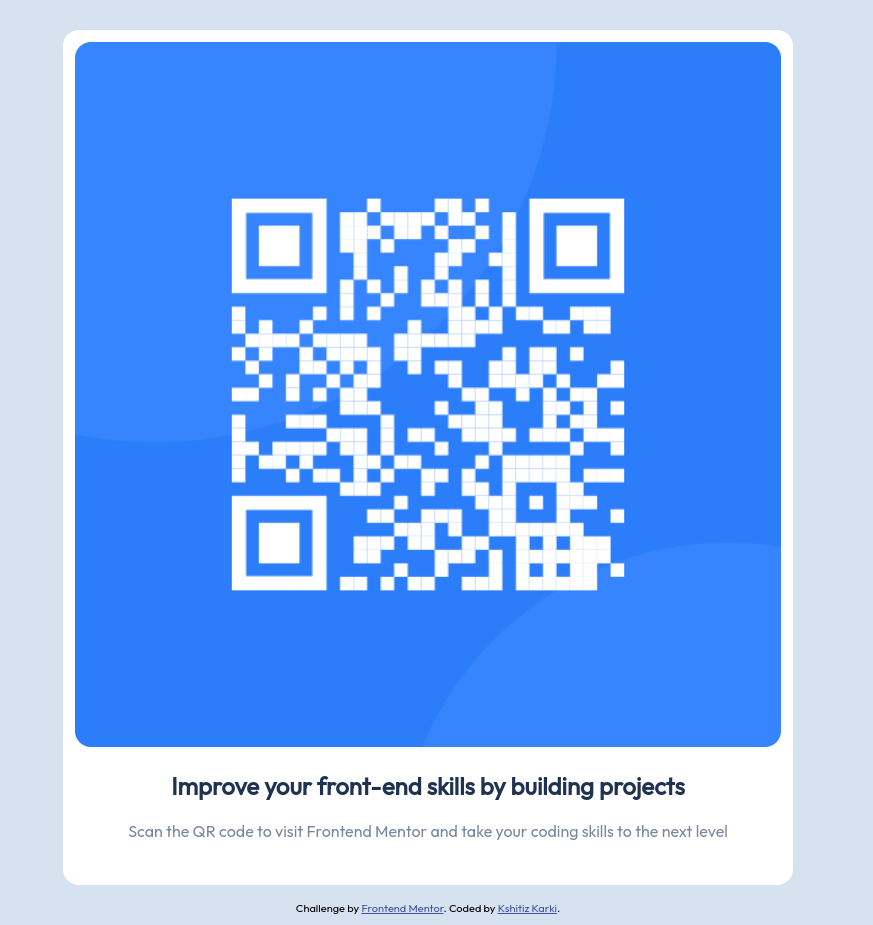 Improve your front-end skills by building projects
Scan the QR code to visit Frontend Mentor and take your coding skills to the next level
Challenge by Frontend Mentor. Coded by Kshitiz Karki.